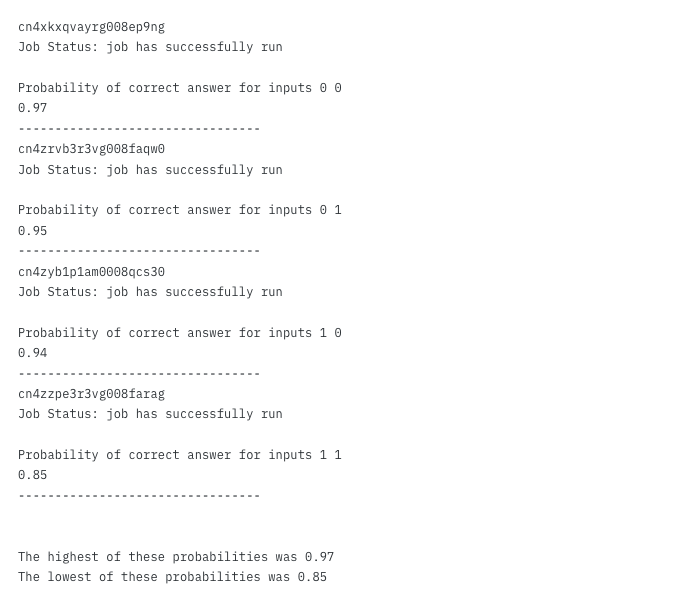 cn4xkxqvayrg008ep9ng
Job Status: job has successfully run
Probability of correct answer for inputs 0 0
0.97
---------------------------------
cn4zrvb3r3vg008faqw0
Job Status: job has successfully run
Probability of correct answer for inputs 0 1
0.95
---------------------------------
cn4zyb1p1am0008qcs30
Job Status: job has successfully run
Probability of correct answer for inputs 1 0
0.94
---------------------------------
cn4zzpe3r3vg008farag
Job Status: job has successfully run
Probability of correct answer for inputs 1 1
0.85
---------------------------------
The highest of these probabilities was 0.97
The lowest of these probabilities was 0.85